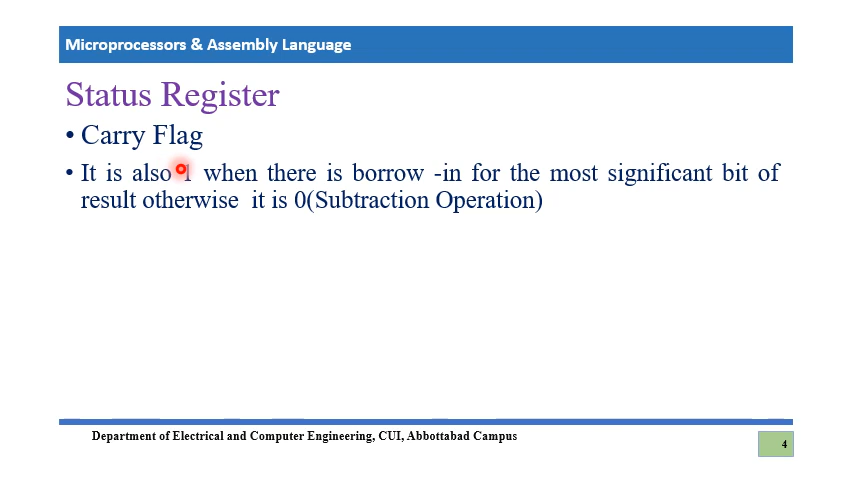 Microprocessors & Assembly Language
Status Register
• Carry Flag
• It is also 1 when there is borrow -in for the most significant bit of
result otherwise it is 0(Subtraction Operation)
Department of Electrical and Computer Engineering, CUI, Abbottabad Campus
4